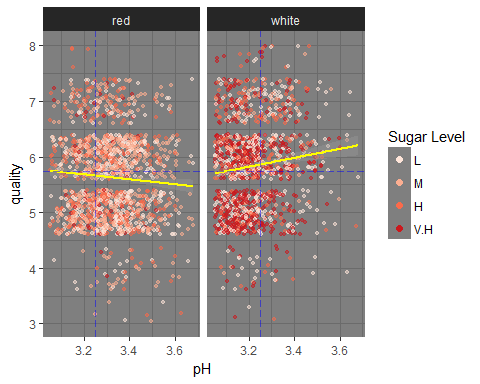 red white
8
7
6
5
4
3
quality
3.2 3.4 3.6 3.2 3.4 3.6
pH
Sugar Level
L
M
H
V.H